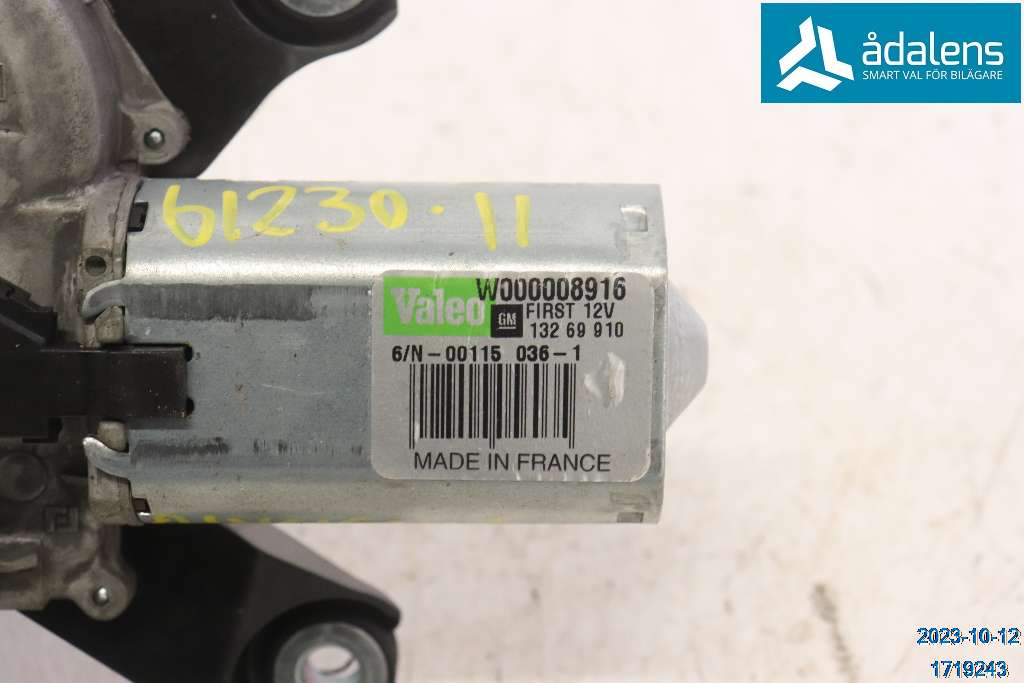 ådalens
SMART VAL FÖR BILÄGARE
61230.11
Valeo
W000008916
GM
FIRST 12V
132 69 910
6/N-00115 036-1
MADE IN FRANCE
2023-10-12
1719243